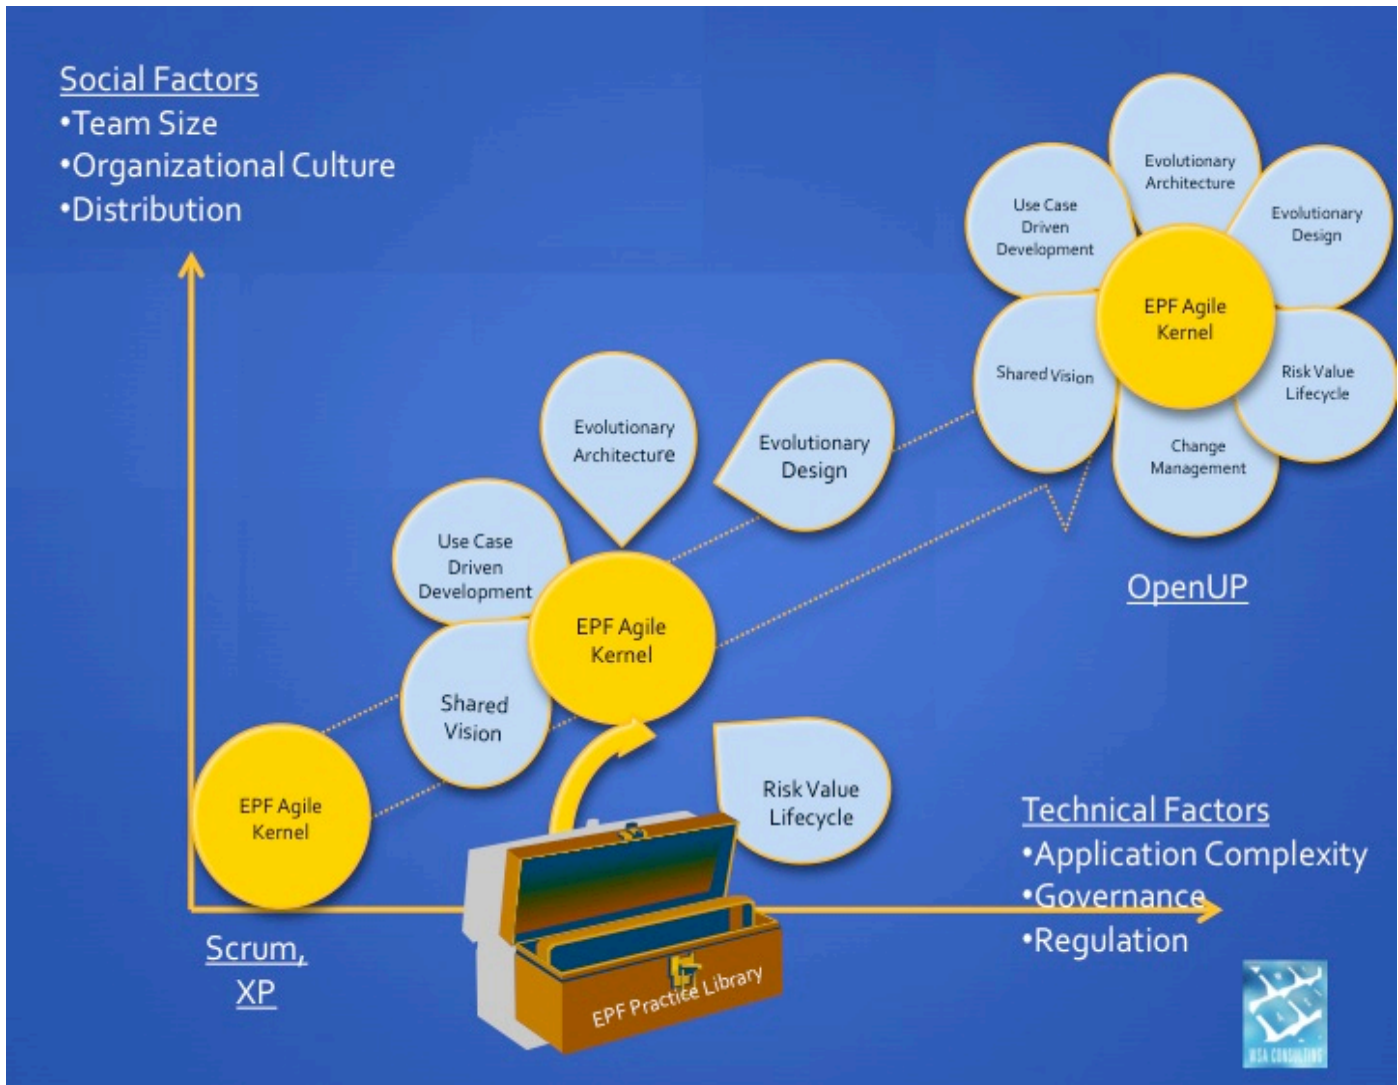 Social Factors
•Team Size
•Organizational Culture
•Distribution
Evolutionary
Architecture
Use Case
Driven
Development
Evolutionary
Design
EPF Agile
Kernel
Shared Vision
Risk Value
Lifecycle
Change
Management
OpenUP
Evolutionary
Architecture
Evolutionary
Design
Use Case
Driven
Development
EPF Agile
Kernel
Shared
Vision
EPF Agile
Kernel
Risk Value
Lifecycle
Technical Factors
•Application Complexity
•Governance
•Regulation
Scrum,
XP
EPF Practice Library
WSA CONSULTING